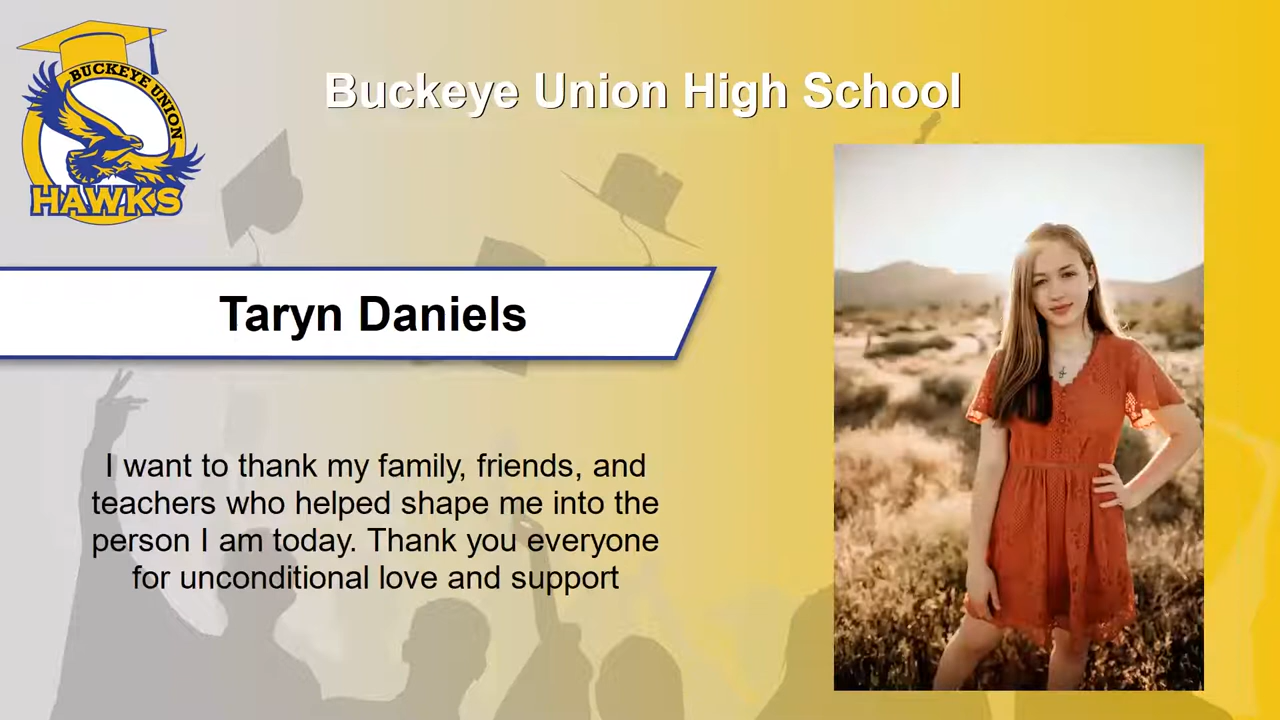 BUCKEYE UNION
HAWKS
Buckeye Union High School
Taryn Daniels
I want to thank my family, friends, and
teachers who helped shape me into the
person I am today. Thank you everyone
for unconditional love and support